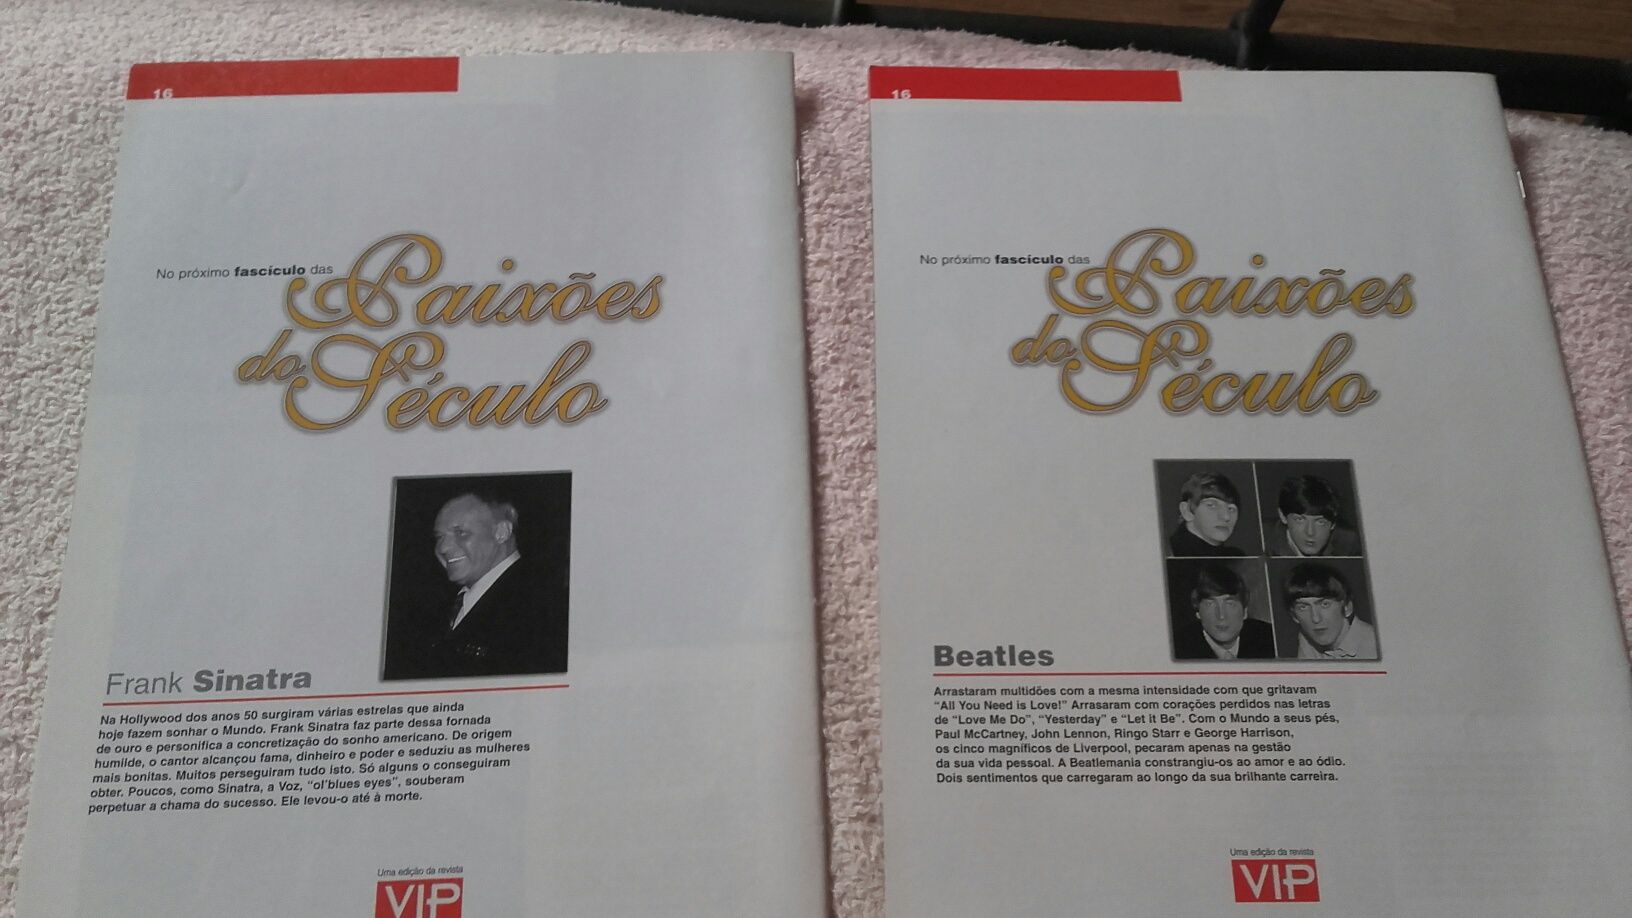 16
No próximo fascículo das
Paixões
do Século
Frank Sinatra
Na Hollywood dos anos 50 surgiram várias estrelas que ainda
hoje fazem sonhar o Mundo. Frank Sinatra faz parte dessa fornada
de ouro e personifica a concretização do sonho americano. De origem
humilde, o cantor alcançou fama, dinheiro e poder e seduziu as mulheres
mais bonitas. Muitos perseguiram tudo isto. Só alguns o conseguiram
obter. Poucos, como Sinatra, a Voz, “ol’blues eyes”, souberam
perpetuar a chama do sucesso. Ele levou-o até à morte.
Uma edição da revista
VIP
16
No próximo fascículo das
Paixões
do Século
Beatles
Arrastaram multidões com a mesma intensidade com que gritavam
“All You Need is Love!” Arrasaram com corações perdidos nas letras
de “Love Me Do”, “Yesterday” e “Let it Be”. Com o Mundo a seus pés,
Paul McCartney, John Lennon, Ringo Starr e George Harrison,
os cinco magníficos de Liverpool, pecaram apenas na gestão
da sua vida pessoal. A Beatlemania constrangiu-os ao amor e ao ódio.
Dois sentimentos que carregaram ao longo da sua brilhante carreira.
Uma edição da revista
VIP